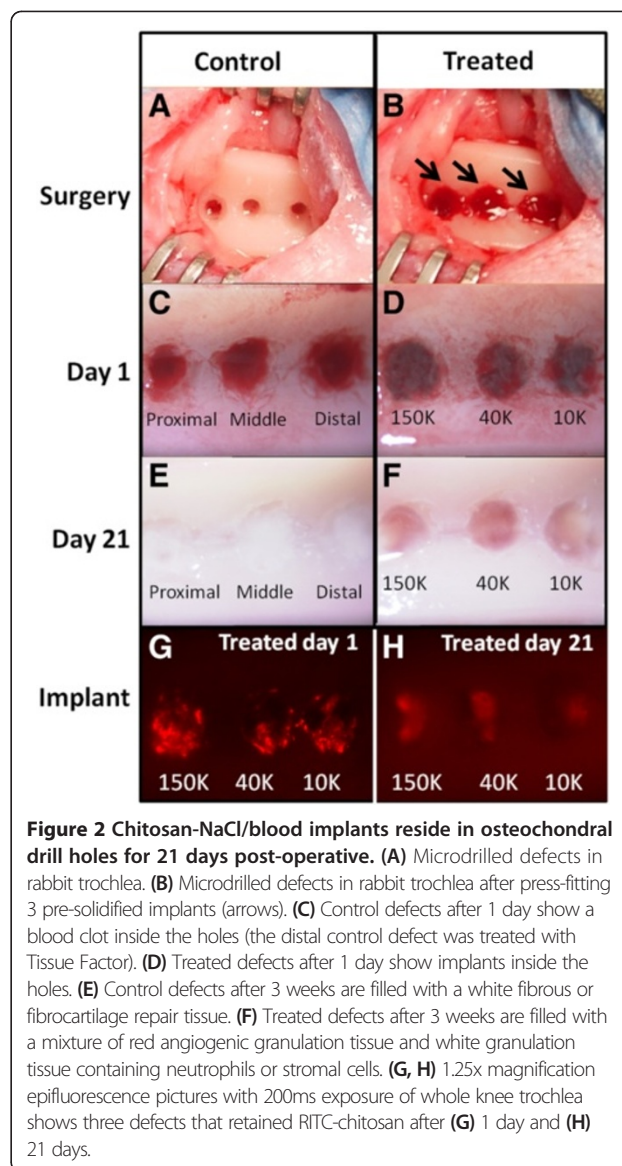 Control Treated
A B
Surgery
C D
Day 1
Proximal Middle Distal 150K 40K 10K
E F
Day 21
Proximal Middle Distal 150K 40K 10K
G Treated day 1 H Treated day 21
Implant
150K 40K 10K 150K 40K 10K
Figure 2 Chitosan-NaCl/blood implants reside in osteochondral
drill holes for 21 days post-operative. (A) Microdrilled defects in
rabbit trochlea. (B) Microdrilled defects in rabbit trochlea after press-fitting
3 pre-solidified implants (arrows). (C) Control defects after 1 day show a
blood clot inside the holes (the distal control defect was treated with
Tissue Factor). (D) Treated defects after 1 day show implants inside the
holes. (E) Control defects after 3 weeks are filled with a white fibrous or
fibrocartilage repair tissue. (F) Treated defects after 3 weeks are filled with
a mixture of red angiogenic granulation tissue and white granulation
tissue containing neutrophils or stromal cells. (G, H) 1.25x magnification
epifluorescence pictures with 200ms exposure of whole knee trochlea
shows three defects that retained RITC-chitosan after (G) 1 day and (H)
21 days.